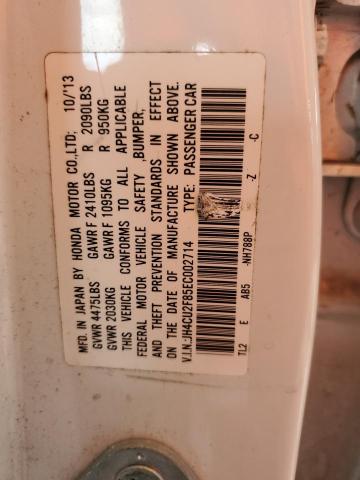 MFD. IN JAPAN BY HONDA MOTOR CO.,LTD: 10/'13
GVWR 4475LBS GAWR F 2410LBS R 2090LBS
GVWR 2030KG GAWR F 1095KG R 950KG
THIS VEHICLE CONFORMS TO ALL APPLICABLE
FEDERAL MOTOR VEHICLE SAFETY ,BUMPER,
AND THEFT PREVENTION STANDARDS IN EFFECT
ON THE DATE OF MANUFACTURE SHOWN ABOVE.
V.I.N.:JH4CU2F85EC002714 TYPE: PASSENGER CAR
TL2 E AB5 -NH788P -Z -C